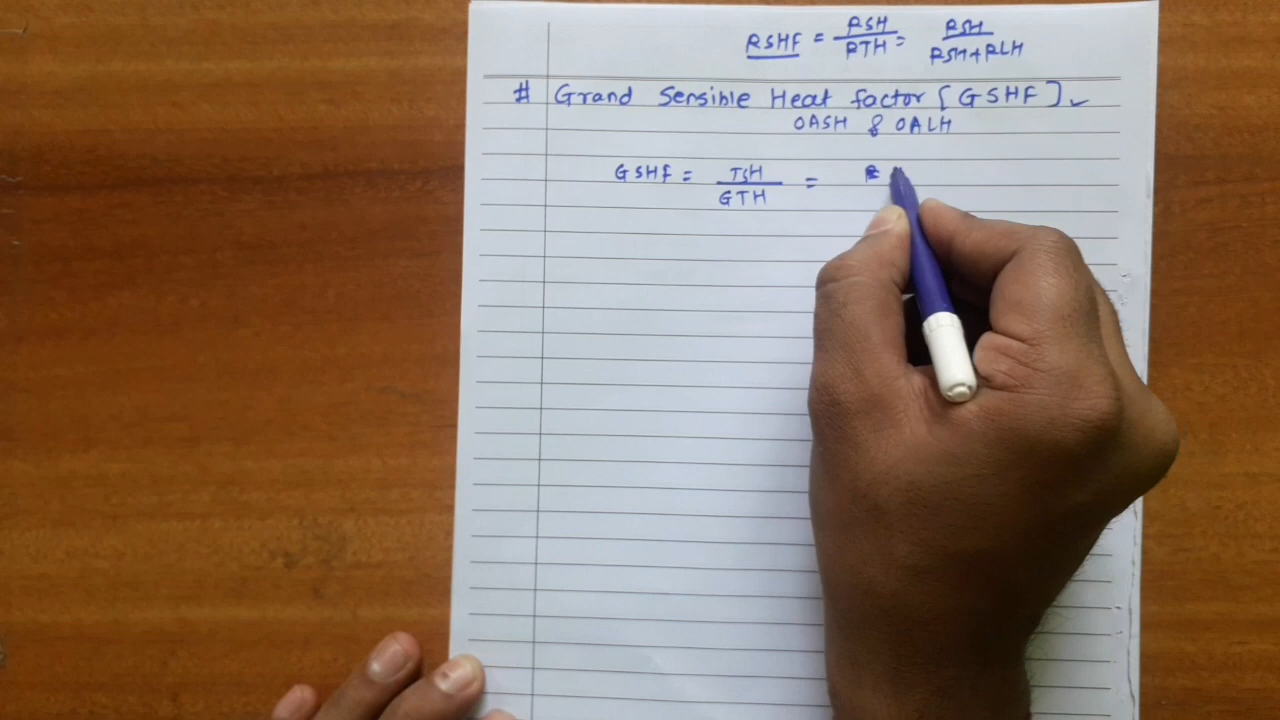 RSHF = RSH / RTH = RSH / RSH+RLH
# Grand Sensible Heat factor [GSHF] ✓
OASH & OALH
GSHF = TSH / GTH = R